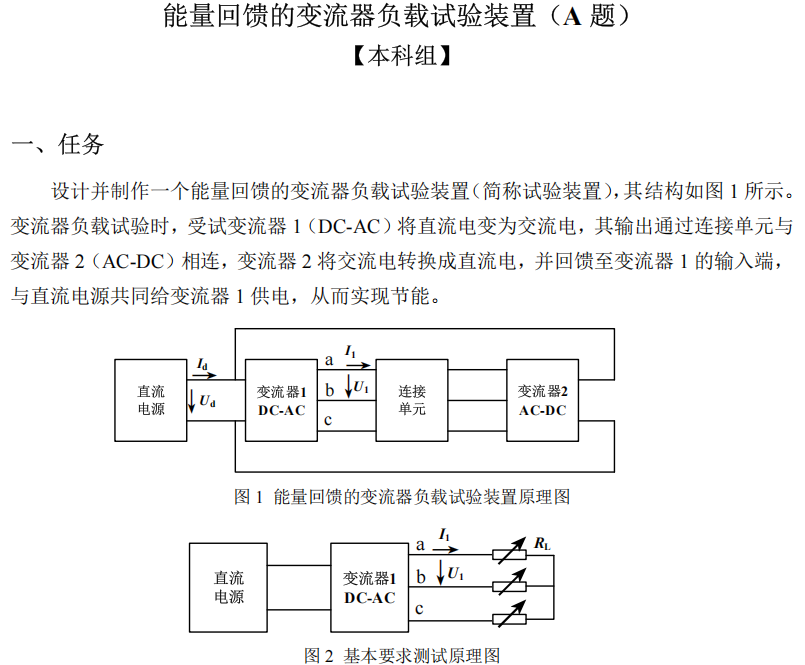 能量回馈的变流器负载试验装置（A 题）
【本科组】
一、任务
设计并制作一个能量回馈的变流器负载试验装置（简称试验装置），其结构如图 1 所示。
变流器负载试验时，受试变流器 1（DC-AC）将直流电变为交流电，其输出通过连接单元与
变流器 2（AC-DC）相连，变流器 2 将交流电转换成直流电，并回馈至变流器 1 的输入端，
与直流电源共同给变流器 1 供电，从而实现节能。
直流
电源
Id
Ud
变流器1
DC-AC
a
b
c
I1
U1
连接
单元
变流器2
AC-DC
图 1 能量回馈的变流器负载试验装置原理图
直流
电源
变流器1
DC-AC
a
b
c
I1
U1
RL
图 2 基本要求测试原理图